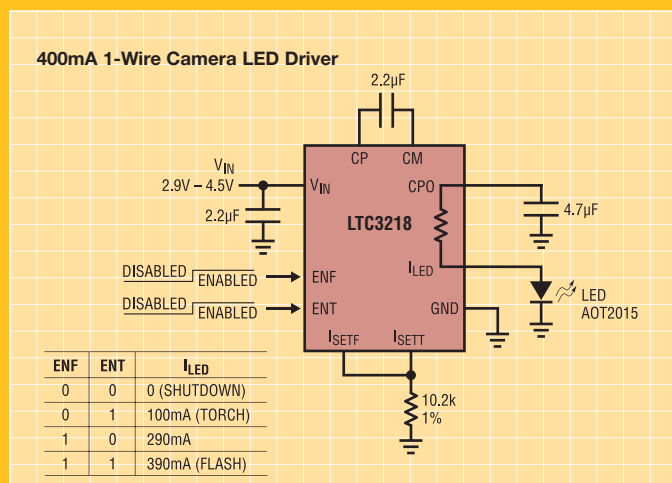 400mA 1-Wire Camera LED Driver
2.2µF
CP CM
VIN
2.9V – 4.5V
VIN
CPO
2.2µF
LTC3218
4.7µF
DISABLED
ENABLED
ENF
ILED
DISABLED
ENABLED
ENT
GND
LED
AOT2015
ISETF ISETT
10.2k
1%
ENF ENT ILED
0 0 0 (SHUTDOWN)
0 1 100mA (TORCH)
1 0 290mA
1 1 390mA (FLASH)